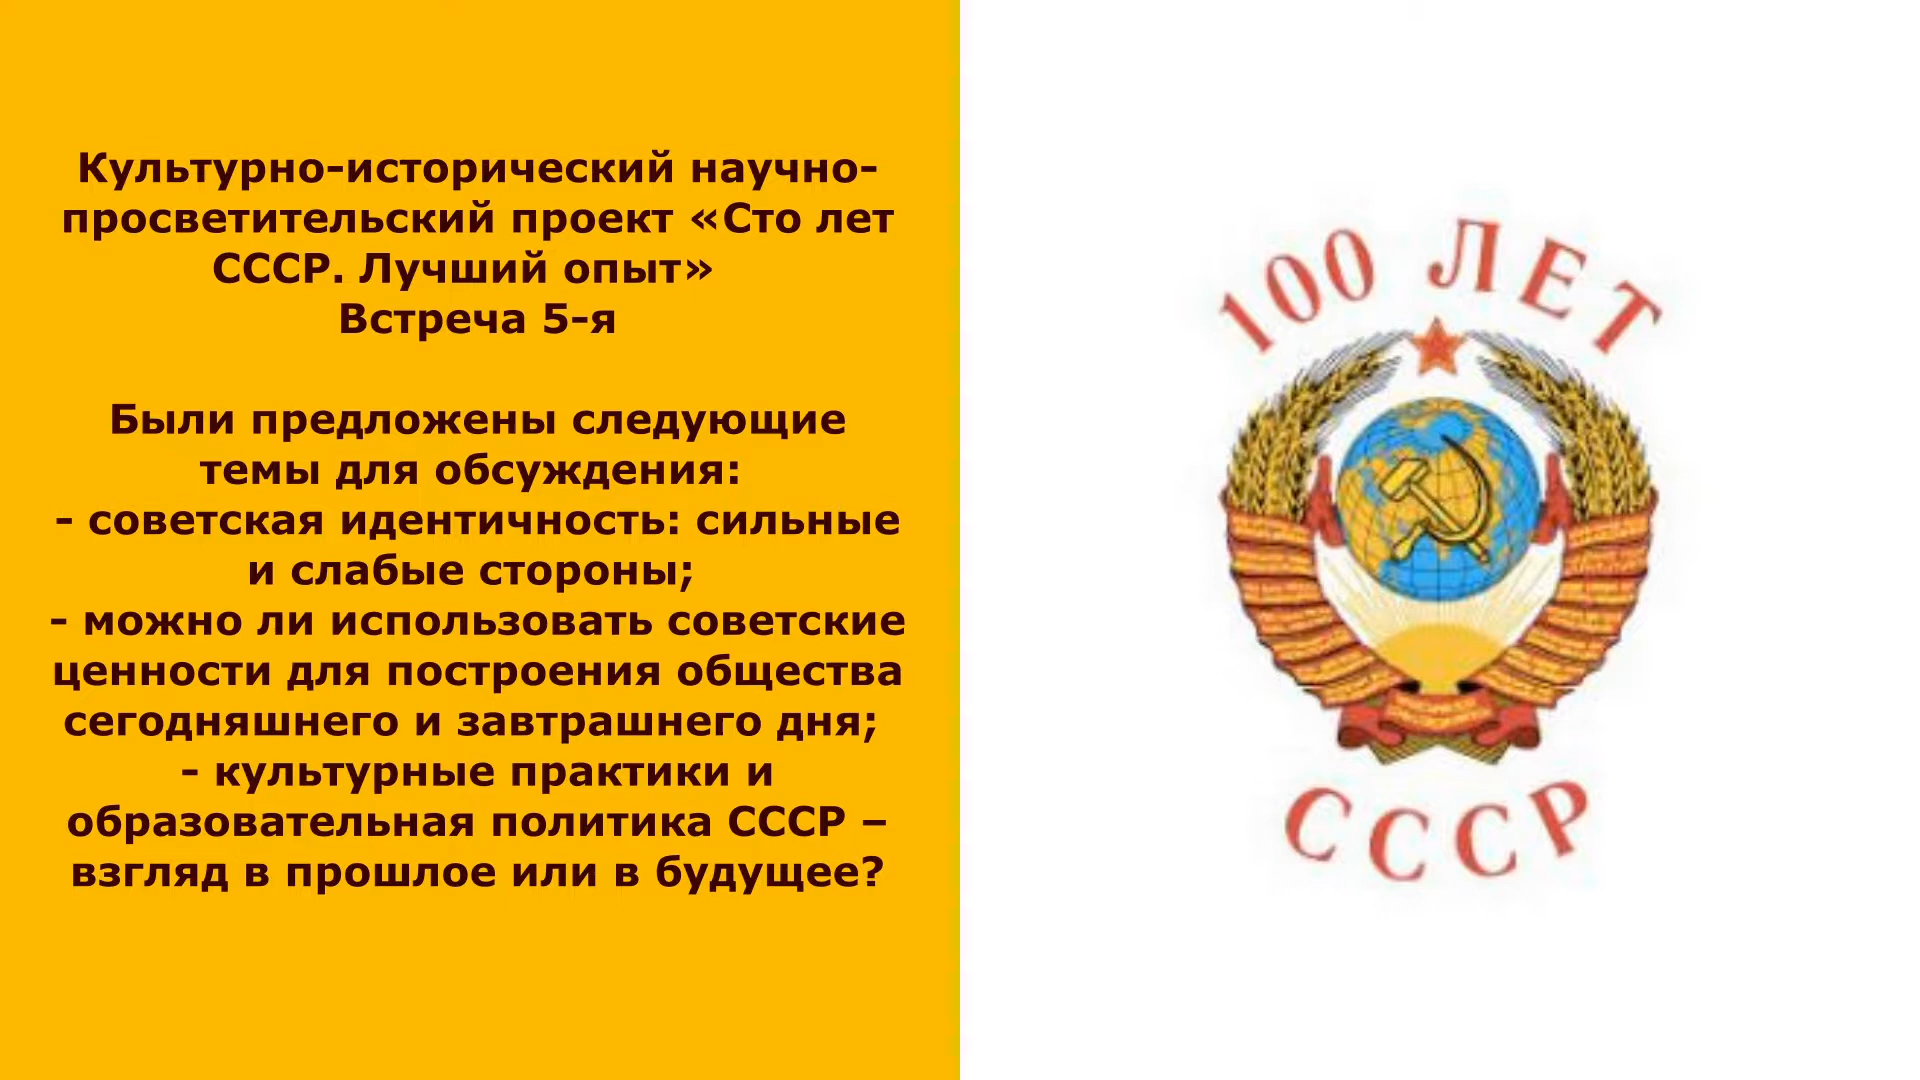 Культурно-исторический научно-
просветительский проект «Сто лет
СССР. Лучший опыт»
Встреча 5-я
Были предложены следующие
темы для обсуждения:
- советская идентичность: сильные
и слабые стороны;
- можно ли использовать советские
ценности для построения общества
сегодняшнего и завтрашнего дня;
- культурные практики и
образовательная политика СССР –
взгляд в прошлое или в будущее?
100 ЛЕТ
СССР